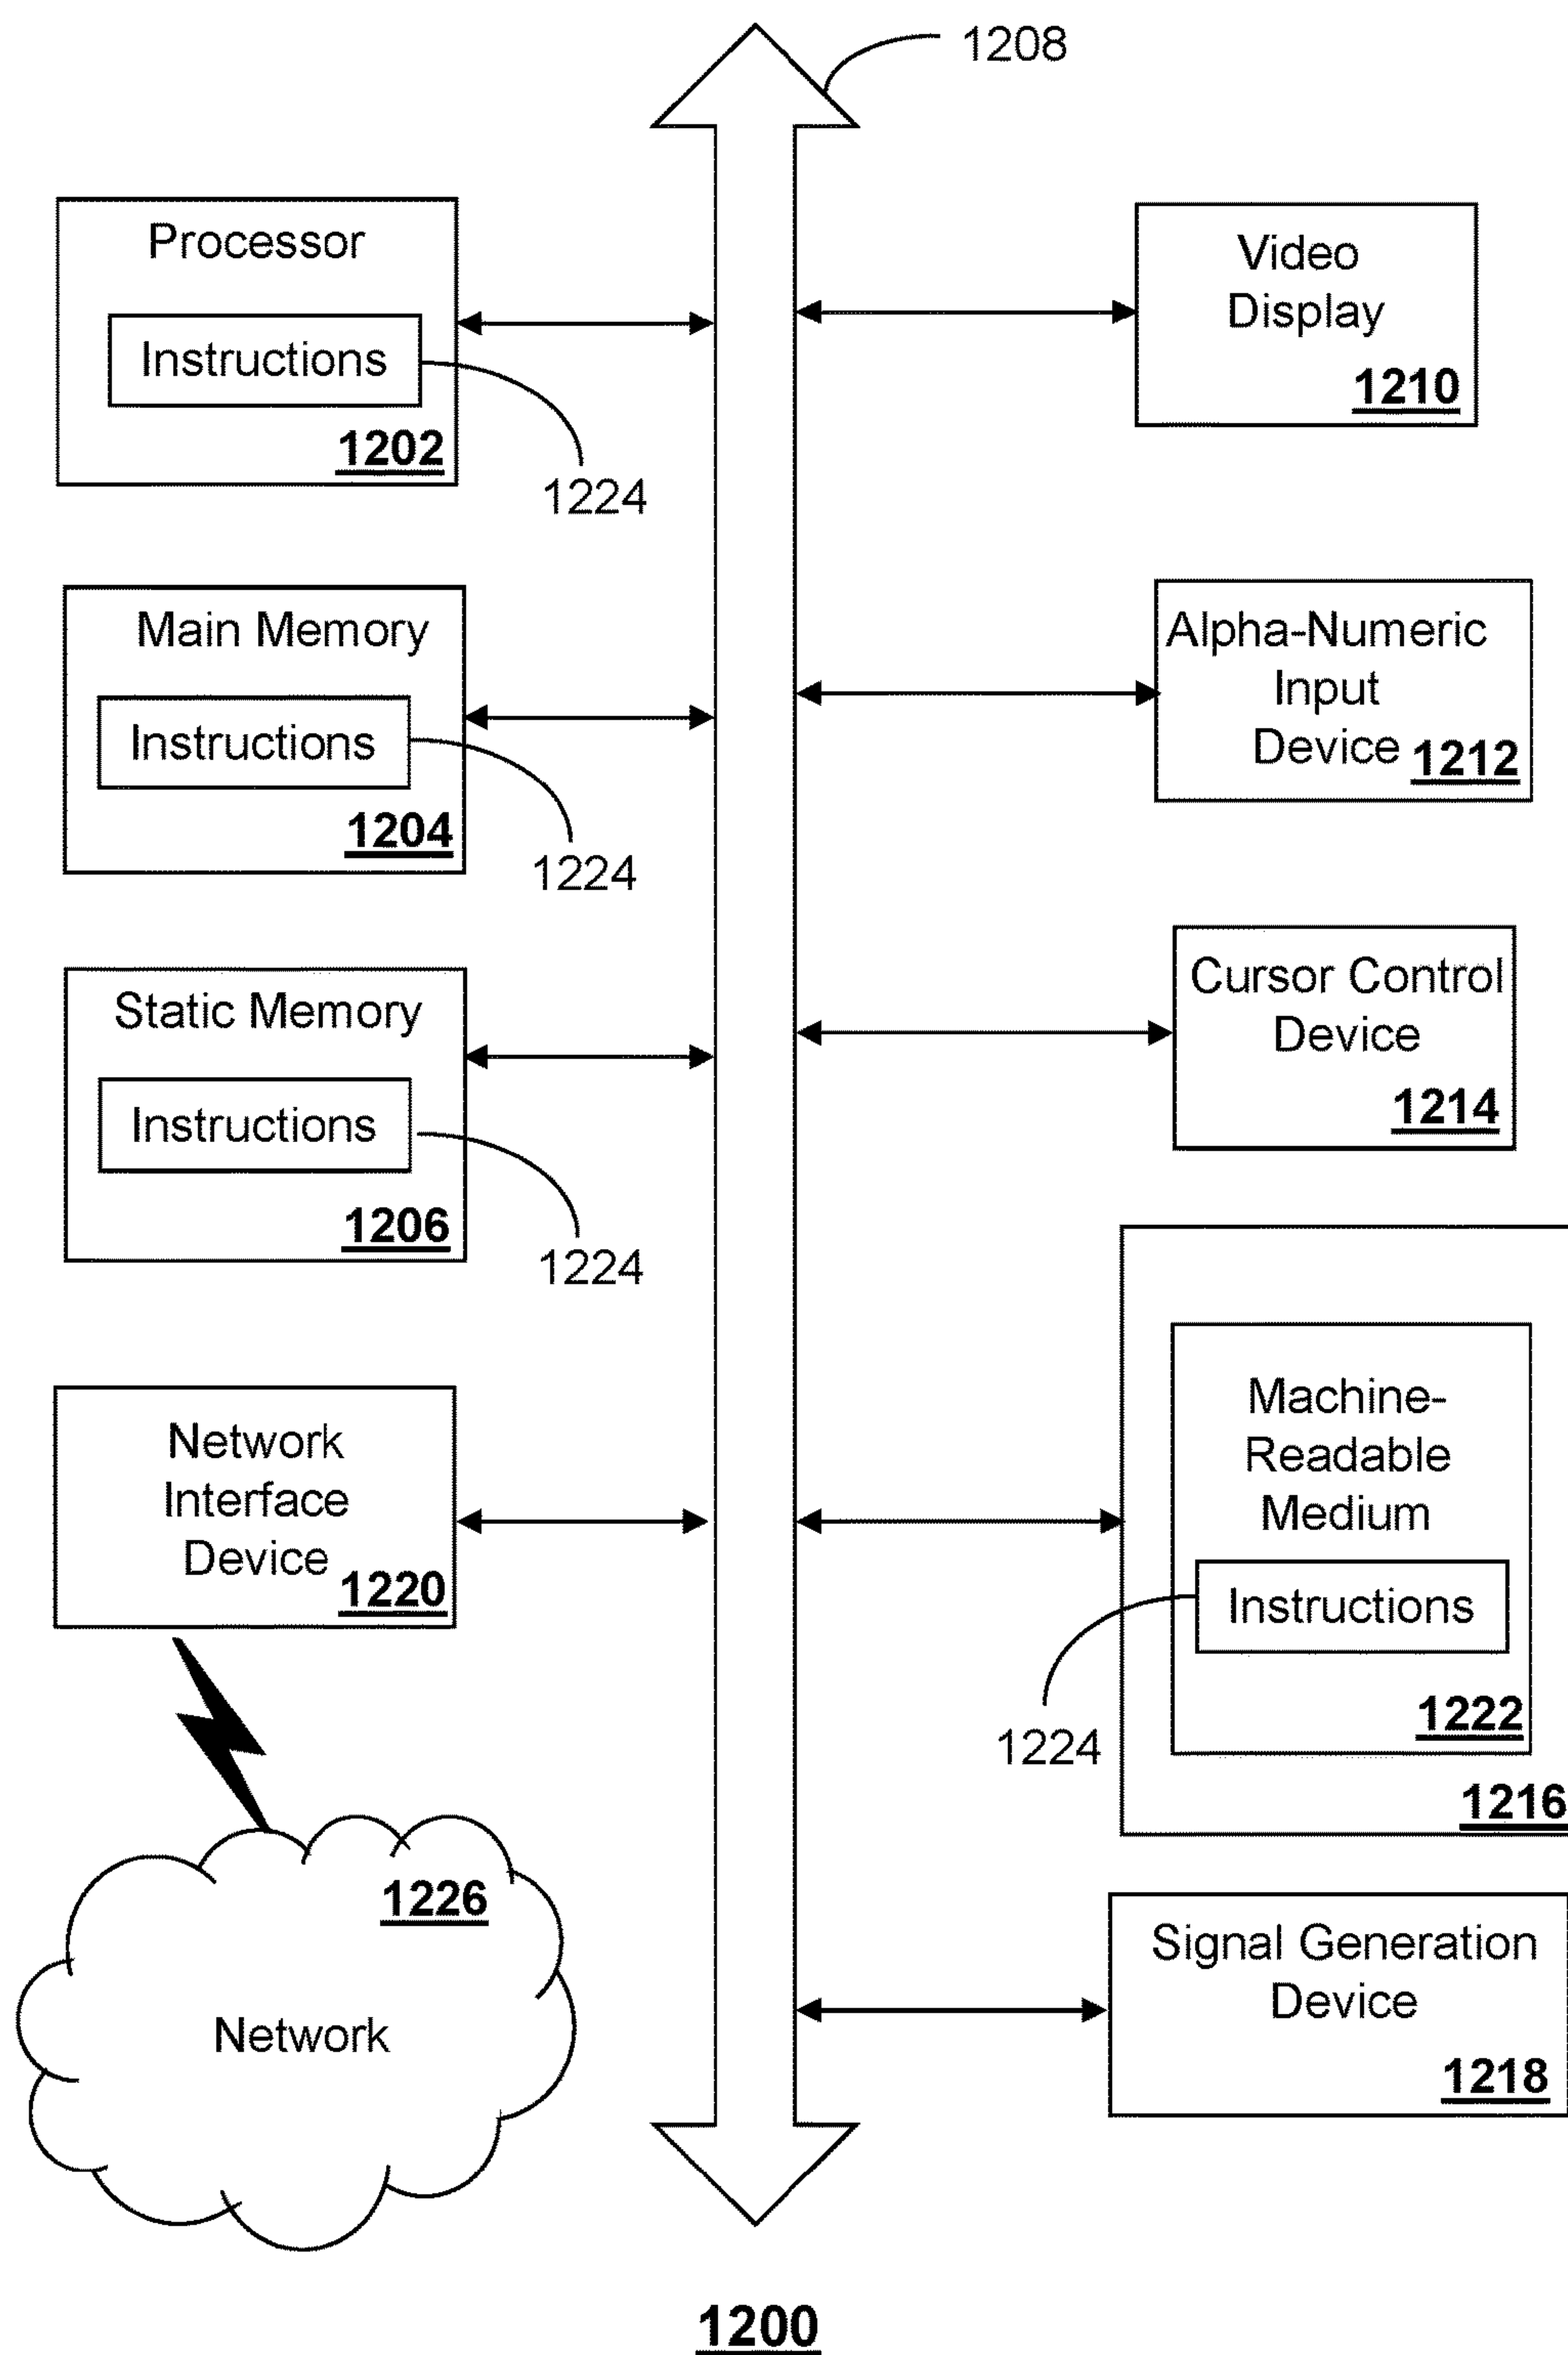 1208
Processor
Instructions
1202
1224
Main Memory
Instructions
1204
1224
Static Memory
Instructions
1206
1224
Network
Interface
Device
1220
1226
Network
Video
Display
1210
Alpha-Numeric
Input
Device
1212
Cursor Control
Device
1214
Machine-
Readable
Medium
Instructions
1222
1224
1216
Signal Generation
Device
1218
1200